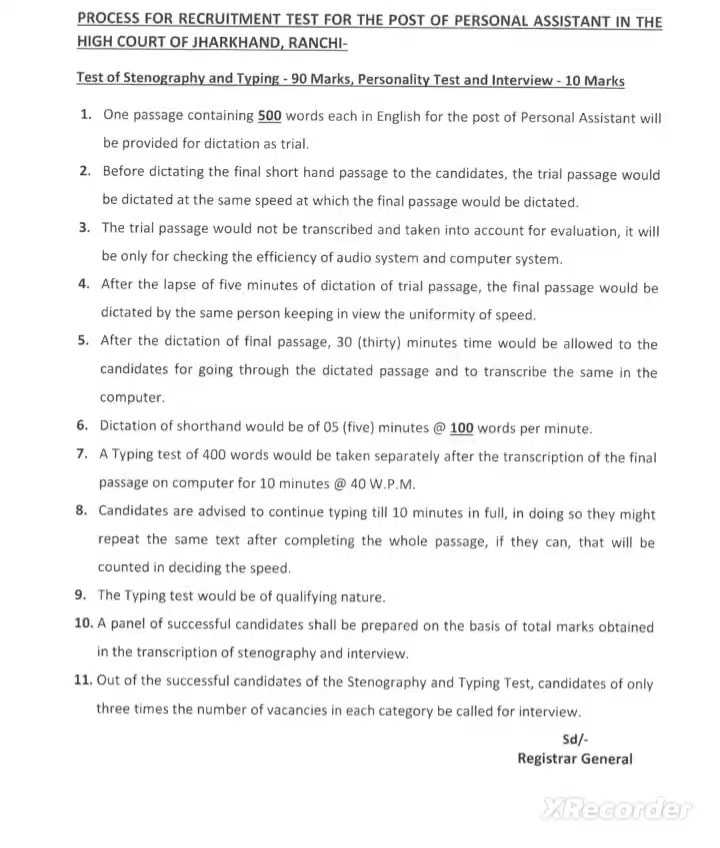 PROCESS FOR RECRUITMENT TEST FOR THE POST OF PERSONAL ASSISTANT IN THE
HIGH COURT OF JHARKHAND, RANCHI-
Test of Stenography and Typing - 90 Marks, Personality Test and Interview - 10 Marks
1. One passage containing 500 words each in English for the post of Personal Assistant will
be provided for dictation as trial.
2. Before dictating the final short hand passage to the candidates, the trial passage would
be dictated at the same speed at which the final passage would be dictated.
3. The trial passage would not be transcribed and taken into account for evaluation, it will
be only for checking the efficiency of audio system and computer system.
4. After the lapse of five minutes of dictation of trial passage, the final passage would be
dictated by the same person keeping in view the uniformity of speed.
5. After the dictation of final passage, 30 (thirty) minutes time would be allowed to the
candidates for going through the dictated passage and to transcribe the same in the
computer.
6. Dictation of shorthand would be of 05 (five) minutes @ 100 words per minute.
7. A Typing test of 400 words would be taken separately after the transcription of the final
passage on computer for 10 minutes @ 40 W.P.M.
8. Candidates are advised to continue typing till 10 minutes in full, in doing so they might
repeat the same text after completing the whole passage, if they can, that will be
counted in deciding the speed.
9. The Typing test would be of qualifying nature.
10. A panel of successful candidates shall be prepared on the basis of total marks obtained
in the transcription of stenography and interview.
11. Out of the successful candidates of the Stenography and Typing Test, candidates of only
three times the number of vacancies in each category be called for interview.
Sd/-
Registrar General
XRecorder